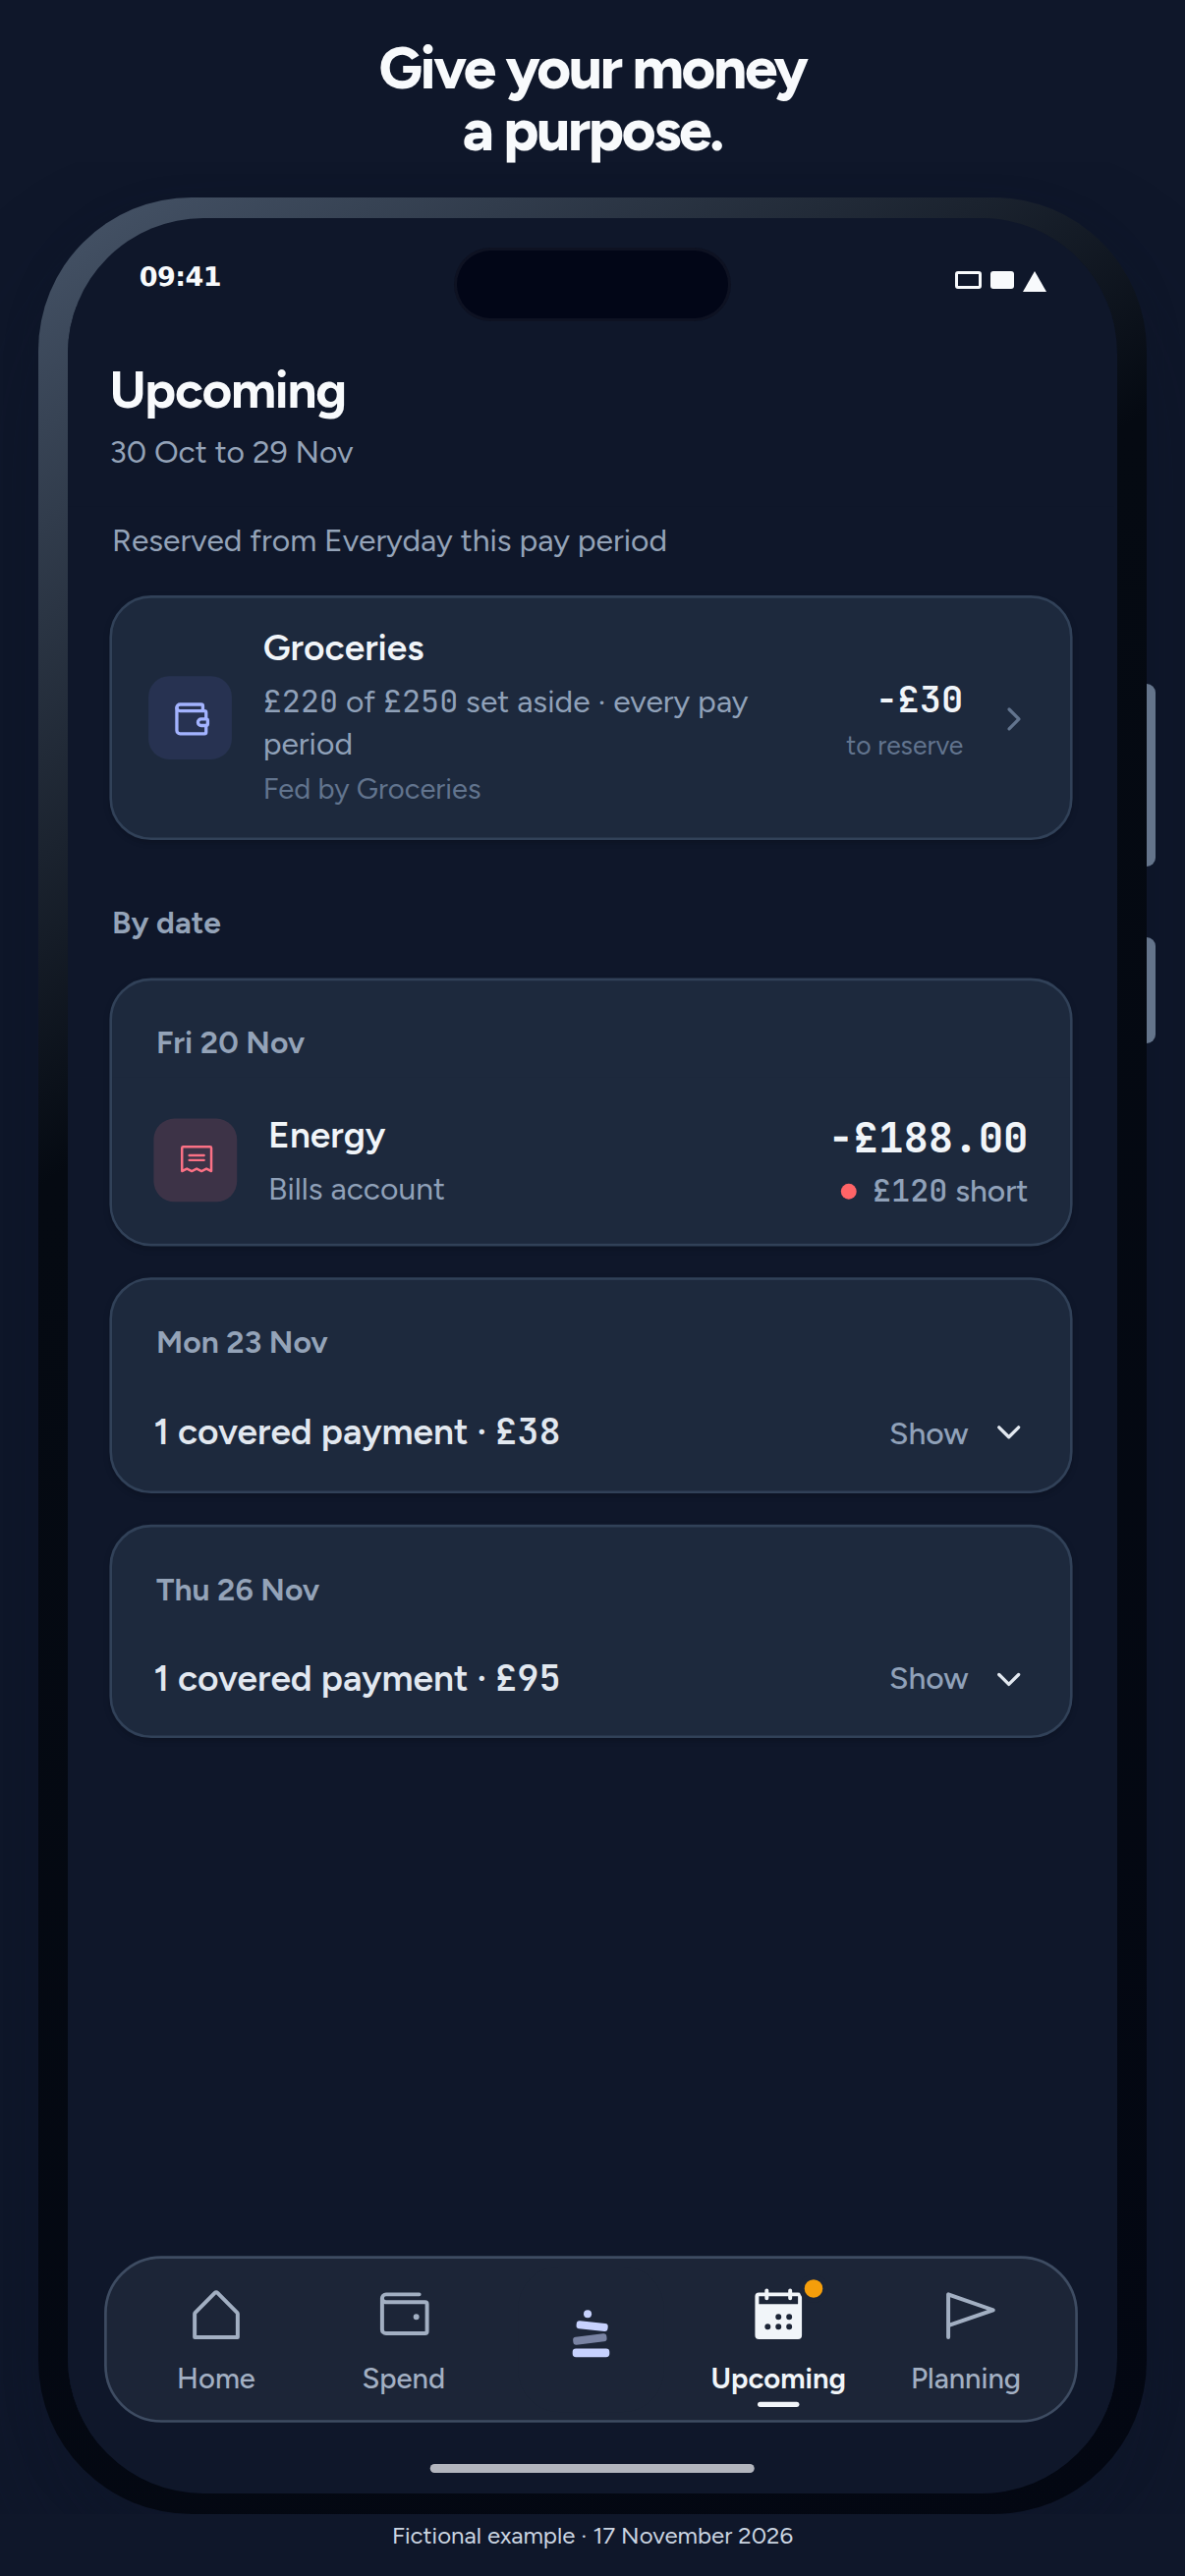 Give your money
a purpose.
09:41
Upcoming
30 Oct to 29 Nov
Reserved from Everyday this pay period
Groceries
£220 of £250 set aside · every pay
period
Fed by Groceries
-£30
to reserve
By date
Fri 20 Nov
Energy
Bills account
-£188.00
£120 short
Mon 23 Nov
1 covered payment · £38
Show
Thu 26 Nov
1 covered payment · £95
Show
Home
Spend
Upcoming
Planning
Fictional example · 17 November 2026